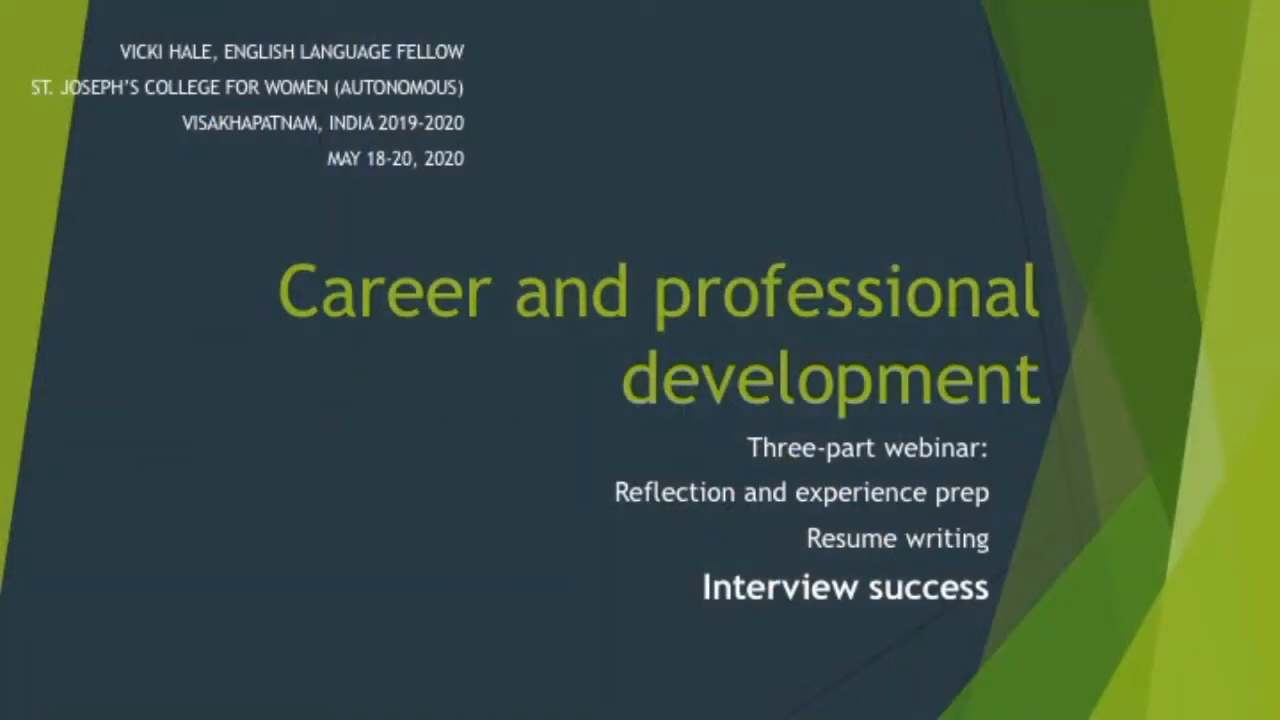 VICKI HALE, ENGLISH LANGUAGE FELLOW
ST. JOSEPH'S COLLEGE FOR WOMEN (AUTONOMOUS)
VISAKHAPATNAM, INDIA 2019-2020
MAY 18-20, 2020
Career and professional
development
Three-part webinar:
Reflection and experience prep
Resume writing
Interview success